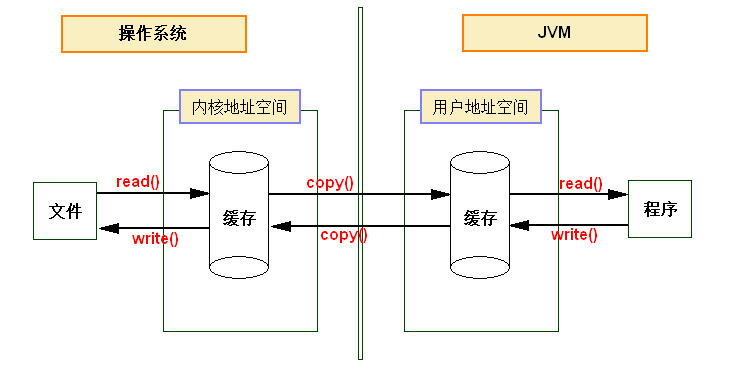 操作系统
JVM
内核地址空间
用户地址空间
read()
copy()
read()
文件
缓存
缓存
程序
write()
copy()
write()